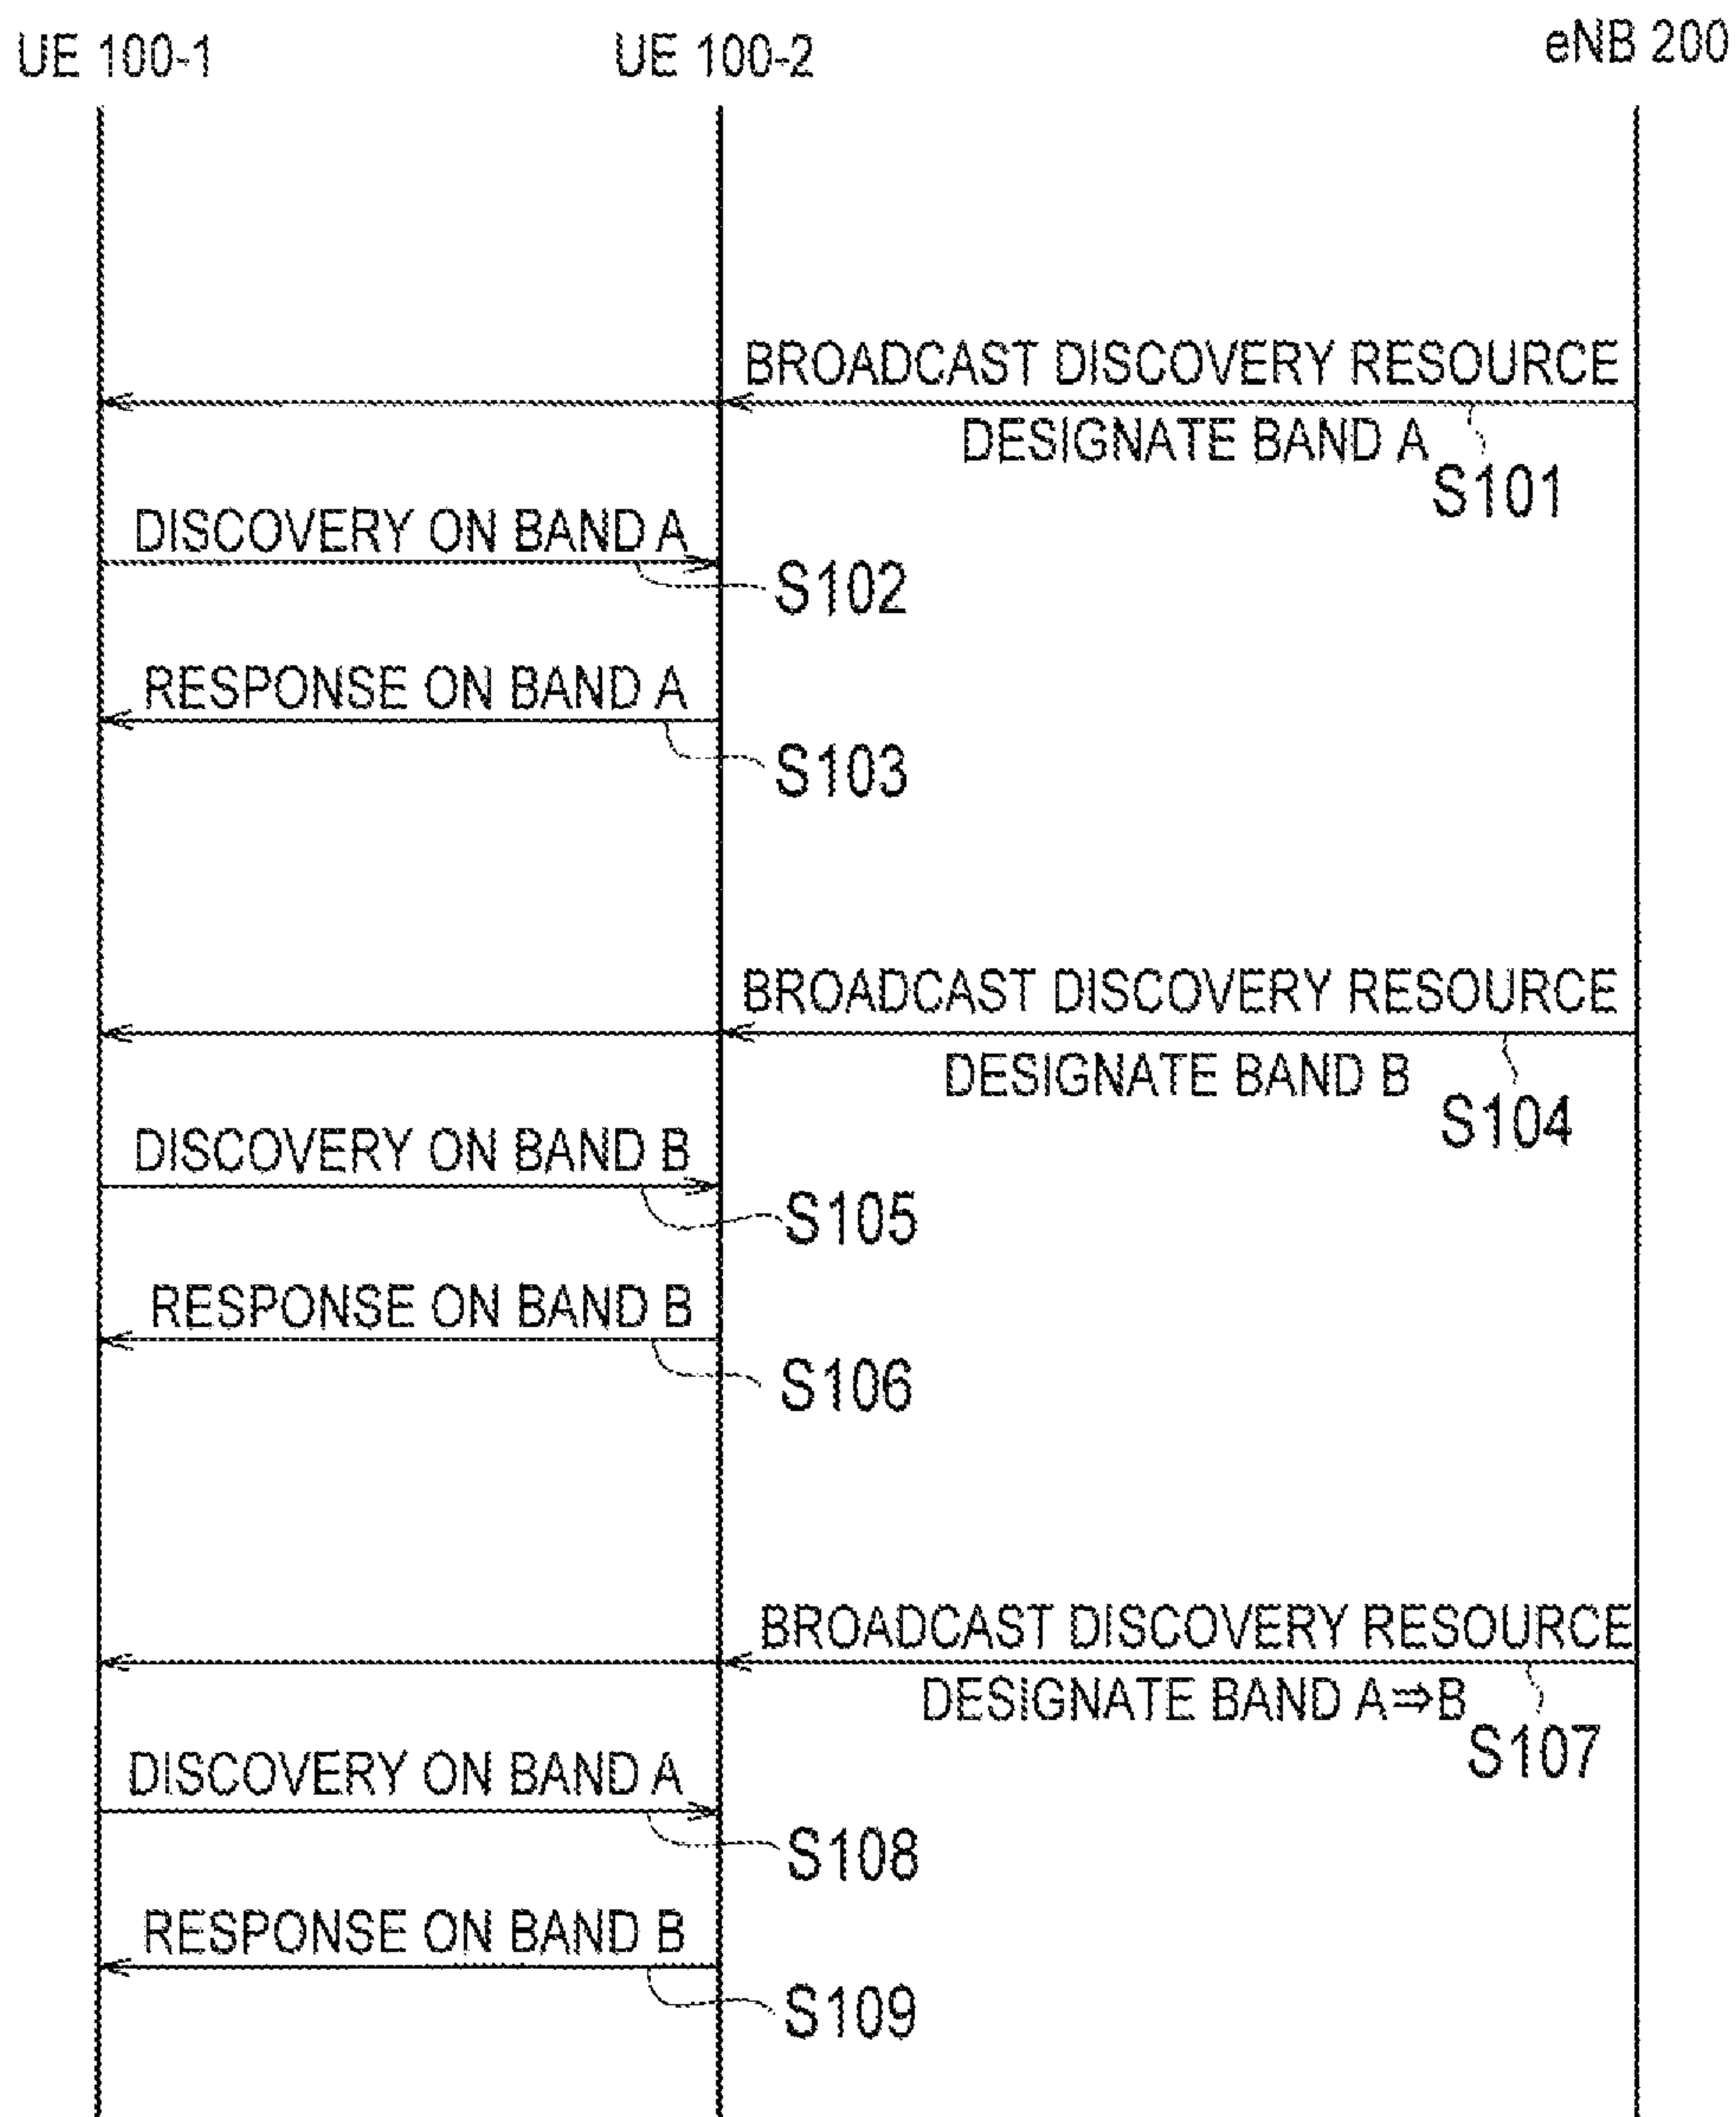 UE 100-1
UE 100-2
eNB 200
BROADCAST DISCOVERY RESOURCE
DESIGNATE BAND A
S101
DISCOVERY ON BAND A
S102
RESPONSE ON BAND A
S103
BROADCAST DISCOVERY RESOURCE
DESIGNATE BAND B
S104
DISCOVERY ON BAND B
S105
RESPONSE ON BAND B
S106
BROADCAST DISCOVERY RESOURCE
DESIGNATE BAND A⇒B
S107
DISCOVERY ON BAND A
S108
RESPONSE ON BAND B
S109